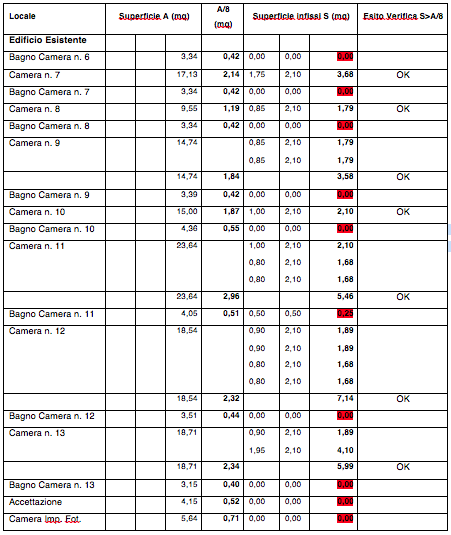 Locale Superficie A (mq) A/8 (mq) Superficie infissi S (mq) Esito Verifica S>A/8
Edificio Esistente
Bagno Camera n. 6 3,34 0,42 0,00 0,00 0,00
Camera n. 7 17,13 2,14 1,75 2,10 3,68 OK
Bagno Camera n. 7 3,34 0,42 0,00 0,00 0,00
Camera n. 8 9,55 1,19 0,85 2,10 1,79 OK
Bagno Camera n. 8 3,34 0,42 0,00 0,00 0,00
Camera n. 9 14,74 0,85 2,10 1,79
0,85 2,10 1,79
14,74 1,84 3,58 OK
Bagno Camera n. 9 3,39 0,42 0,00 0,00 0,00
Camera n. 10 15,00 1,87 1,00 2,10 2,10 OK
Bagno Camera n. 10 4,36 0,55 0,00 0,00 0,00
Camera n. 11 23,64 1,00 2,10 2,10
0,80 2,10 1,68
0,80 2,10 1,68
23,64 2,96 5,46 OK
Bagno Camera n. 11 4,05 0,51 0,50 0,50 0,25
Camera n. 12 18,54 0,90 2,10 1,89
0,90 2,10 1,89
0,80 2,10 1,68
0,80 2,10 1,68
18,54 2,32 7,14 OK
Bagno Camera n. 12 3,51 0,44 0,00 0,00 0,00
Camera n. 13 18,71 0,90 2,10 1,89
1,95 2,10 4,10
18,71 2,34 5,99 OK
Bagno Camera n. 13 3,15 0,40 0,00 0,00 0,00
Accettazione 4,15 0,52 0,00 0,00 0,00
Camera Imp. Fot. 5,64 0,71 0,00 0,00 0,00